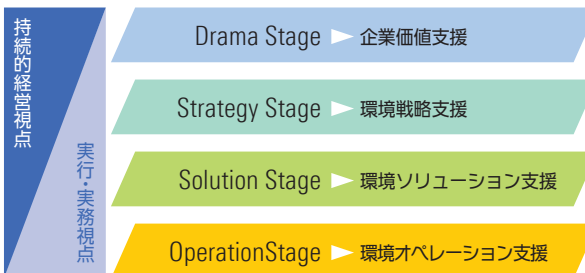 持続的経営視点
実行・実務視点
Drama Stage 企業価値支援
Strategy Stage 環境戦略支援
Solution Stage 環境ソリューション支援
OperationStage 環境オペレーション支援